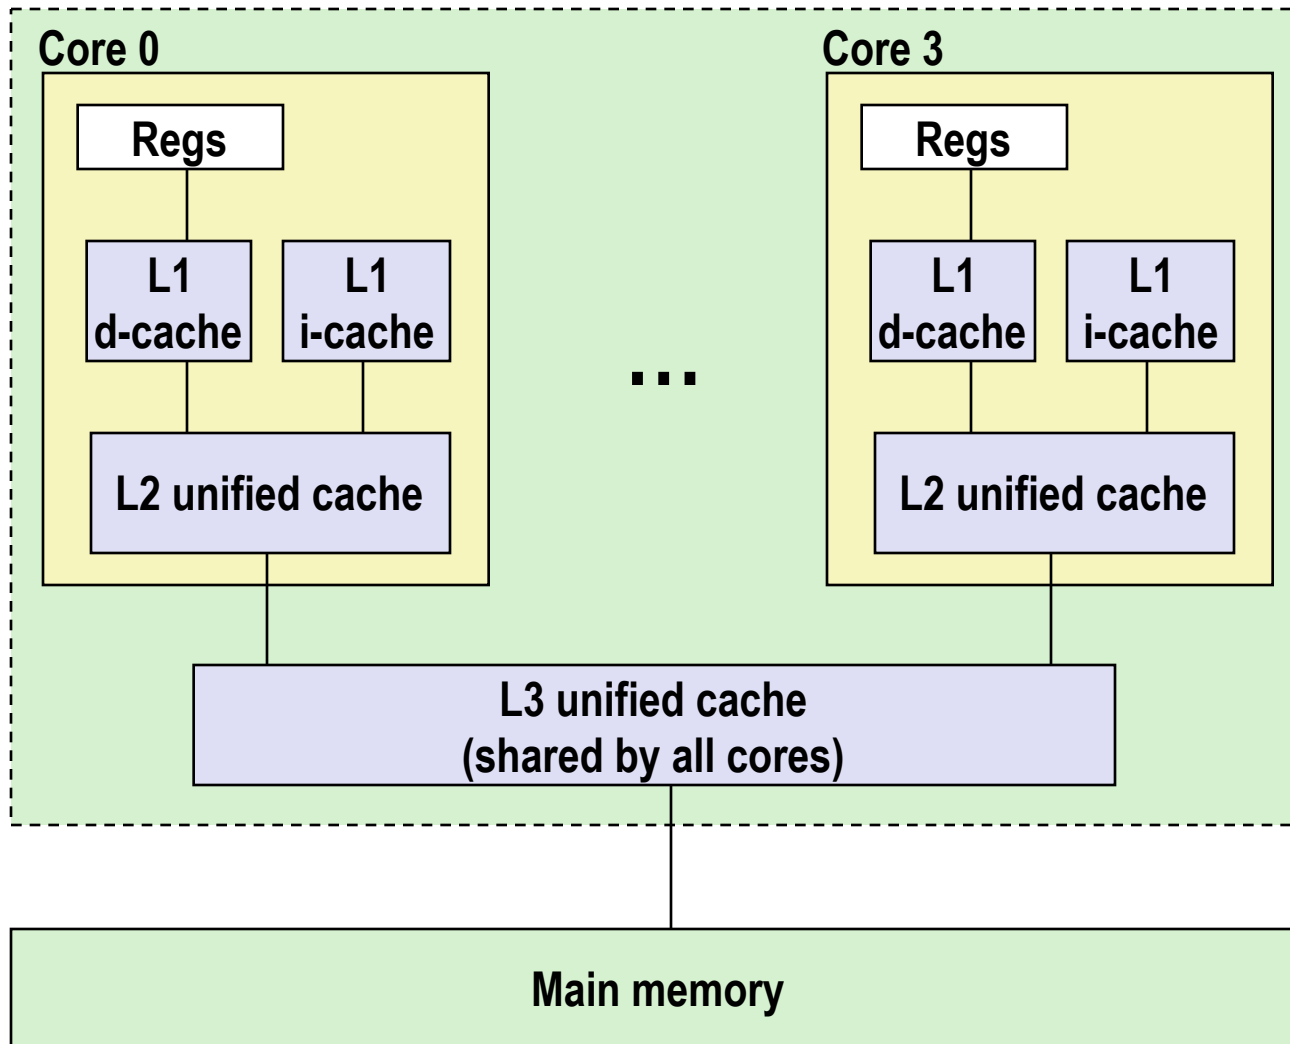 Core 0
Regs
L1
d-cache
L1
i-cache
L2 unified cache
...
Core 3
Regs
L1
d-cache
L1
i-cache
L2 unified cache
L3 unified cache
(shared by all cores)
Main memory